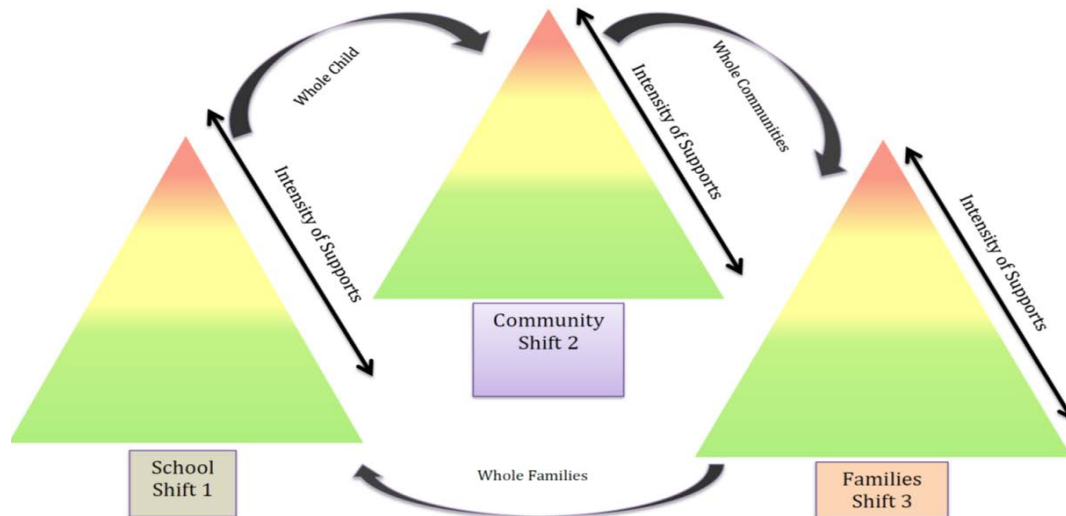 Whole Child
Whole Communities
Intensity of Supports
Intensity of Supports
Intensity of Supports
Community
Shift 2
School
Shift 1
Whole Families
Families
Shift 3